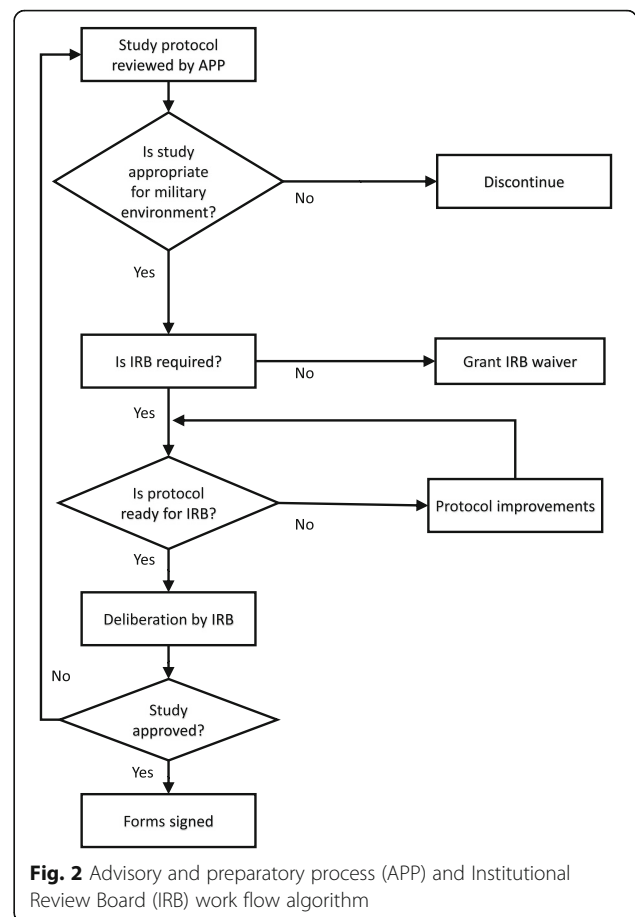 Study protocol
reviewed by APP
Is study
appropriate
for military
environment?
No
Discontinue
Yes
Is IRB required?
No
Grant IRB waiver
Yes
Is protocol
ready for IRB?
No
Protocol improvements
Yes
Deliberation by IRB
No
Study
approved?
Yes
Forms signed
Fig. 2 Advisory and preparatory process (APP) and Institutional
Review Board (IRB) work flow algorithm